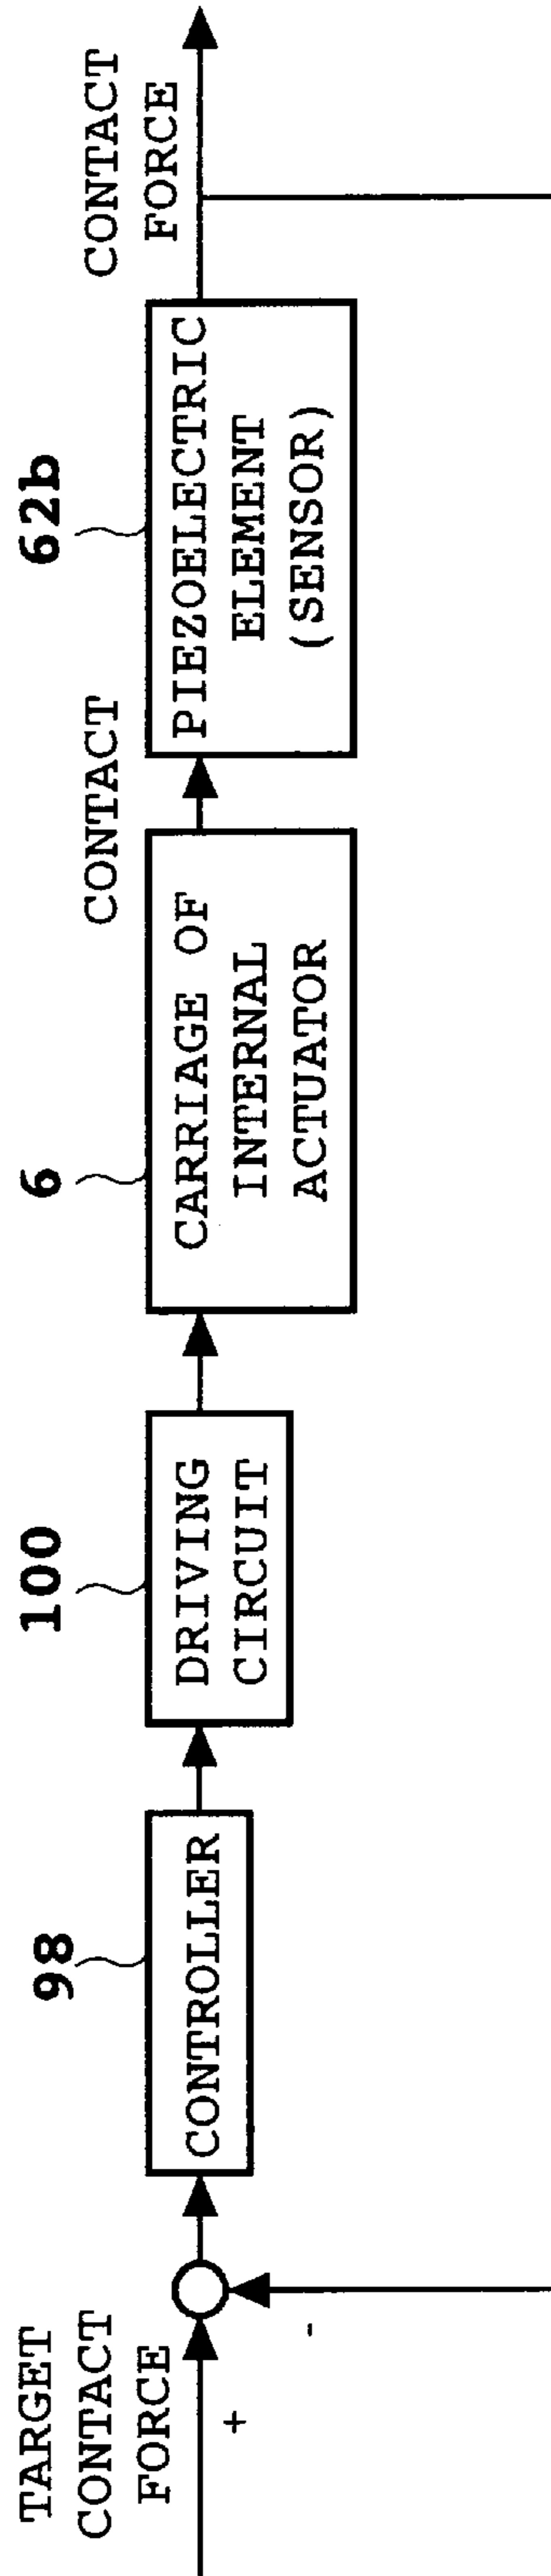 TARGET
CONTACT
FORCE
+
-
98
CONTROLLER
100
DRIVING
CIRCUIT
6
CARRIAGE OF
INTERNAL
ACTUATOR
CONTACT
62b
PIEZOELECTRIC
ELEMENT
(SENSOR)
CONTACT
FORCE